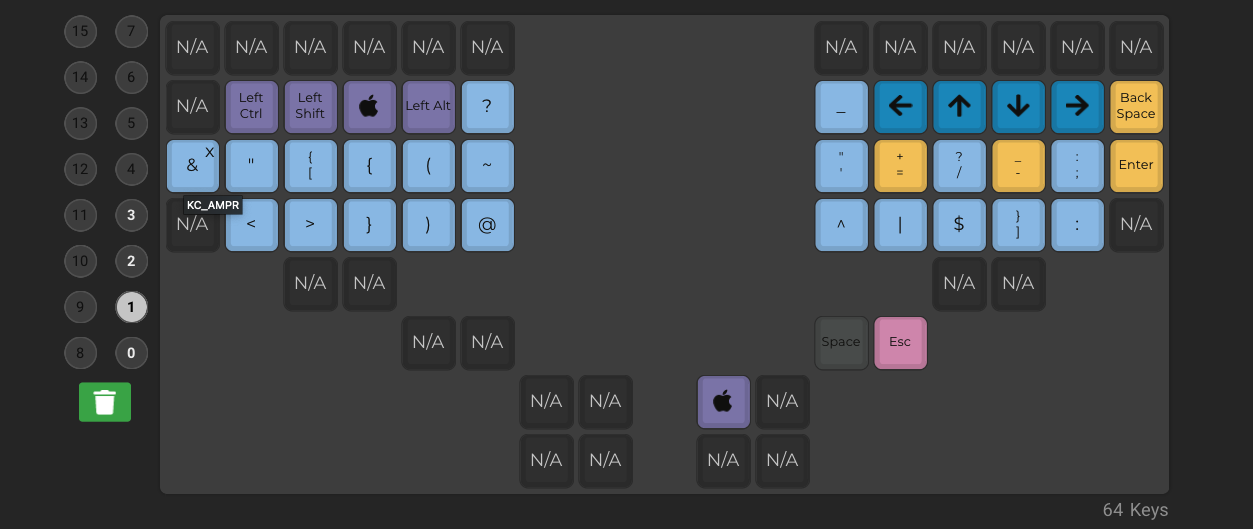 15 7 N/A N/A N/A N/A N/A N/A N/A N/A N/A N/A N/A N/A
14 6 N/A Left Ctrl Left Shift Left Alt ? _ ← ↑ ↓ → Back Space
13 5
12 4 & X " { [ { ( ~ " ' + = ? / _ - : ; Enter
KC_AMPR
11 3 N/A < > } ) @ ^ | $ } ] : N/A
10 2 N/A N/A N/A N/A
9 1 N/A N/A Space Esc
8 0
N/A N/A N/A
N/A N/A N/A N/A
64 Keys